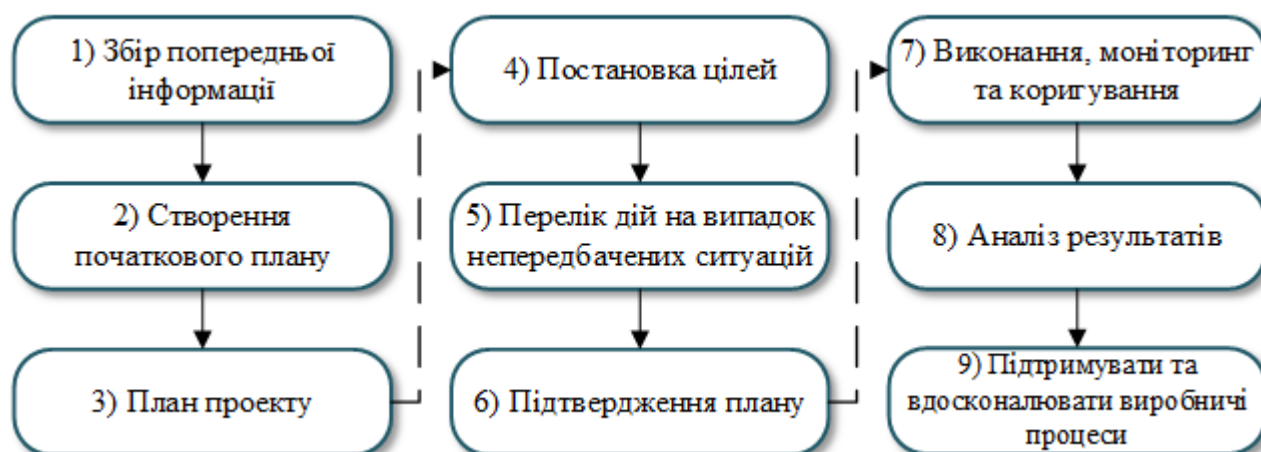 1) Збір попередньої
інформації
2) Створення
початкового плану
3) План проекту
4) Постановка цілей
5) Перелік дій на випадок
непередбачених ситуацій
6) Підтвердження плану
7) Виконання, моніторинг
та коригування
8) Аналіз результатів
9) Підтримувати та
вдосконалювати виробничі
процеси